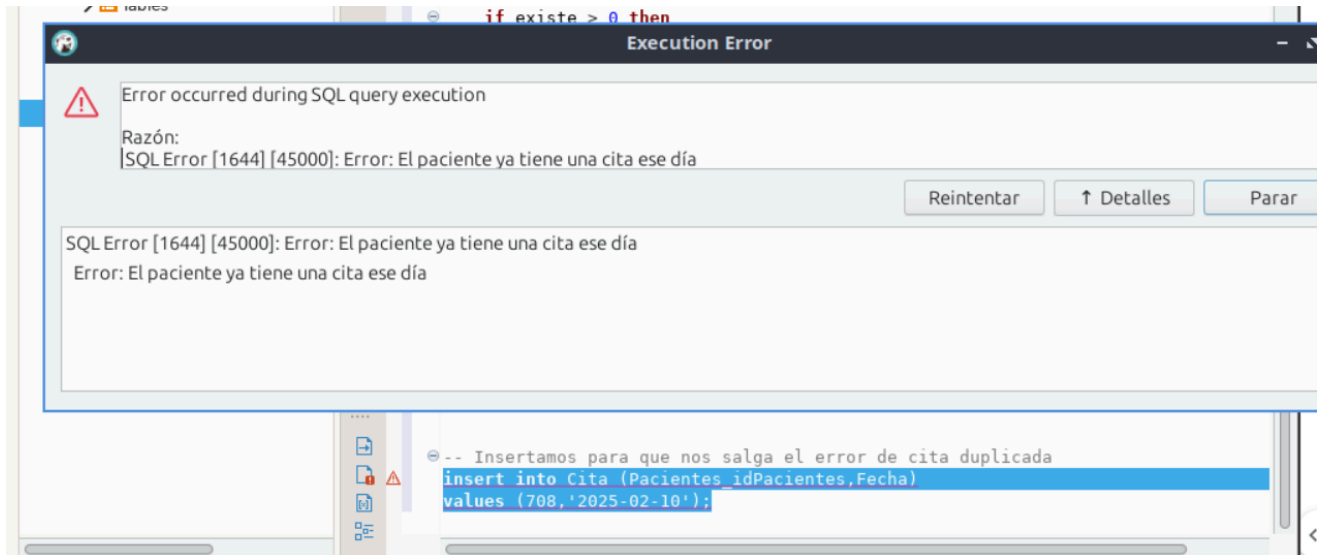 Tables
if existe > 0 then
Execution Error
Error occurred during SQL query execution
Razón:
SQL Error [1644] [45000]: Error: El paciente ya tiene una cita ese día
Reintentar
↑ Detalles
Parar
SQL Error [1644] [45000]: Error: El paciente ya tiene una cita ese día
Error: El paciente ya tiene una cita ese día
-- Insertamos para que nos salga el error de cita duplicada
insert into Cita (Pacientes_idPacientes,Fecha)
values (708,'2025-02-10');